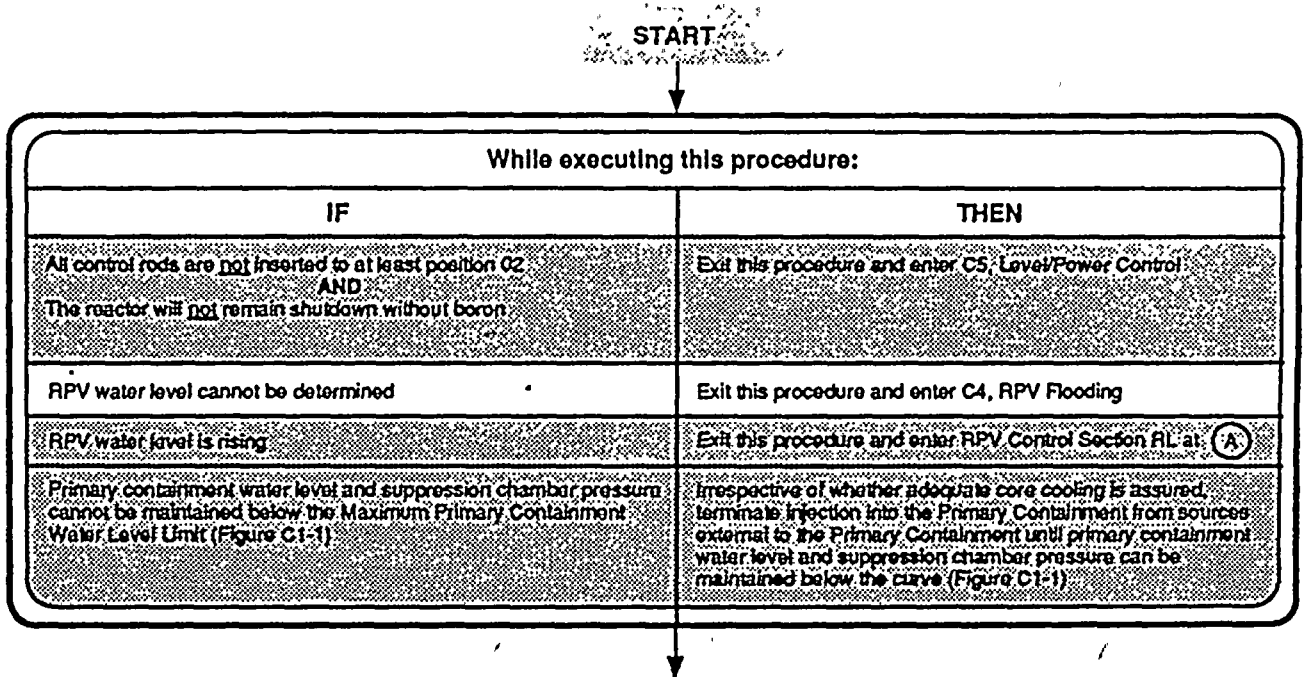 START
While executing this procedure:
IF
THEN
All control rods are not inserted to at least position 02
AND
The reactor will not remain shutdown without boron
Exit this procedure and enter C5, Level/Power Control
RPV water level cannot be determined
Exit this procedure and enter C4, RPV Flooding
RPV water level is rising
Exit this procedure and enter RPV Control Section RL at A
Primary containment water level and suppression chamber pressure
cannot be maintained below the Maximum Primary Containment
Water Level Limit (Figure C1-1)
Irrespective of whether adequate core cooling is assured,
terminate injection into the Primary Containment from sources
external to the Primary Containment until primary containment
water level and suppression chamber pressure can be
maintained below the curve (Figure C1-1)